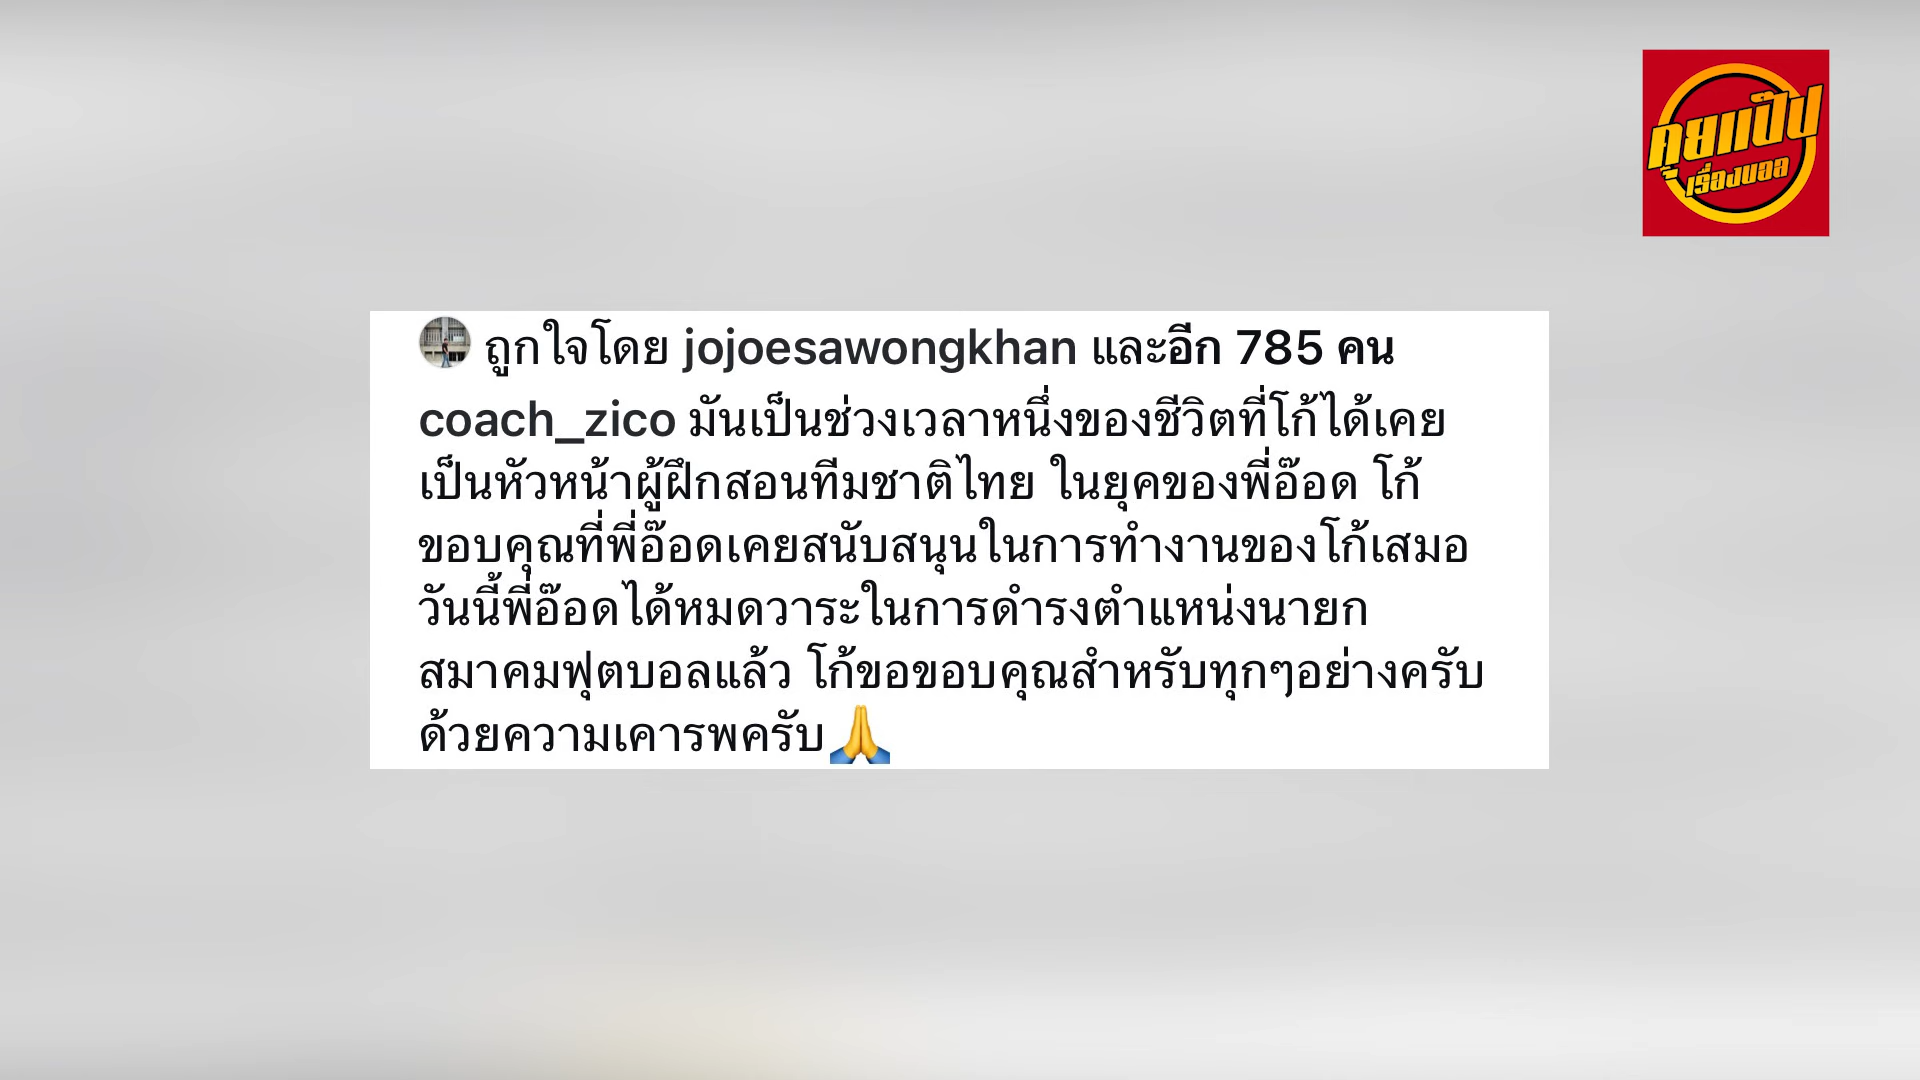 คุยแป๊ป
เรื่องบอล
ถูกใจโดย jojoesawongkhan และอีก 785 คน
coach_zico มันเป็นช่วงเวลาหนึ่งของชีวิตที่โก้ได้เคย
เป็นหัวหน้าผู้ฝึกสอนทีมชาติไทย ในยุคของพี่อ๊อด โก้
ขอบคุณที่พี่อ๊อดเคยสนับสนุนในการทำงานของโก้เสมอ
วันนี้พี่อ๊อดได้หมดวาระในการดำรงตำแหน่งนายก
สมาคมฟุตบอลแล้ว โก้ขอขอบคุณสำหรับทุกๆอย่างครับ
ด้วยความเคารพครับ🙏